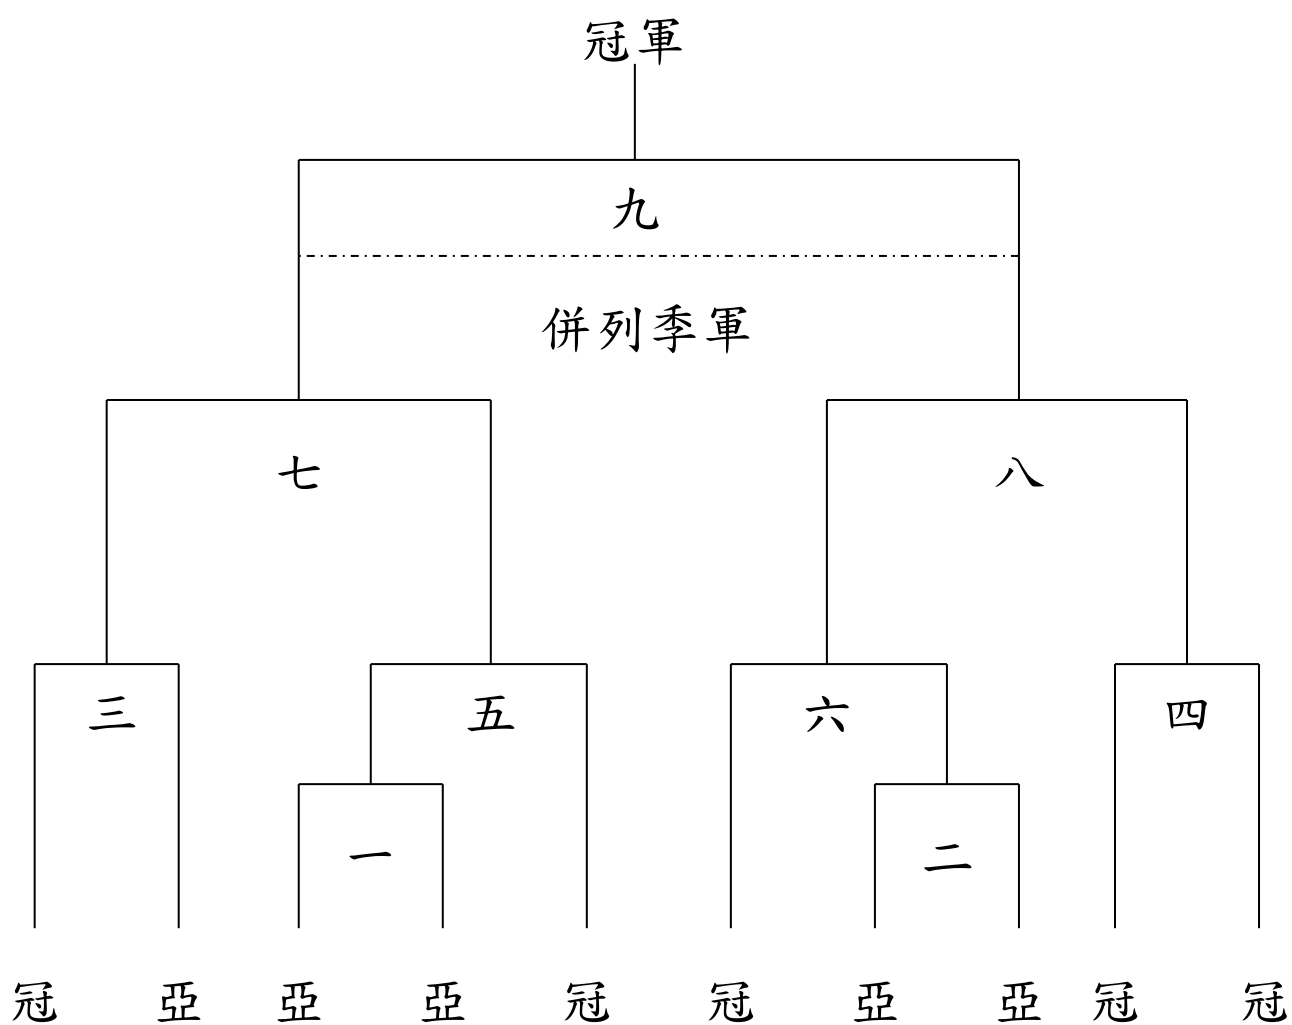 冠軍
九
併列季軍
七 八
三 五 六 四
一 二
冠 亞 亞 亞 冠 冠 亞 亞 冠 冠